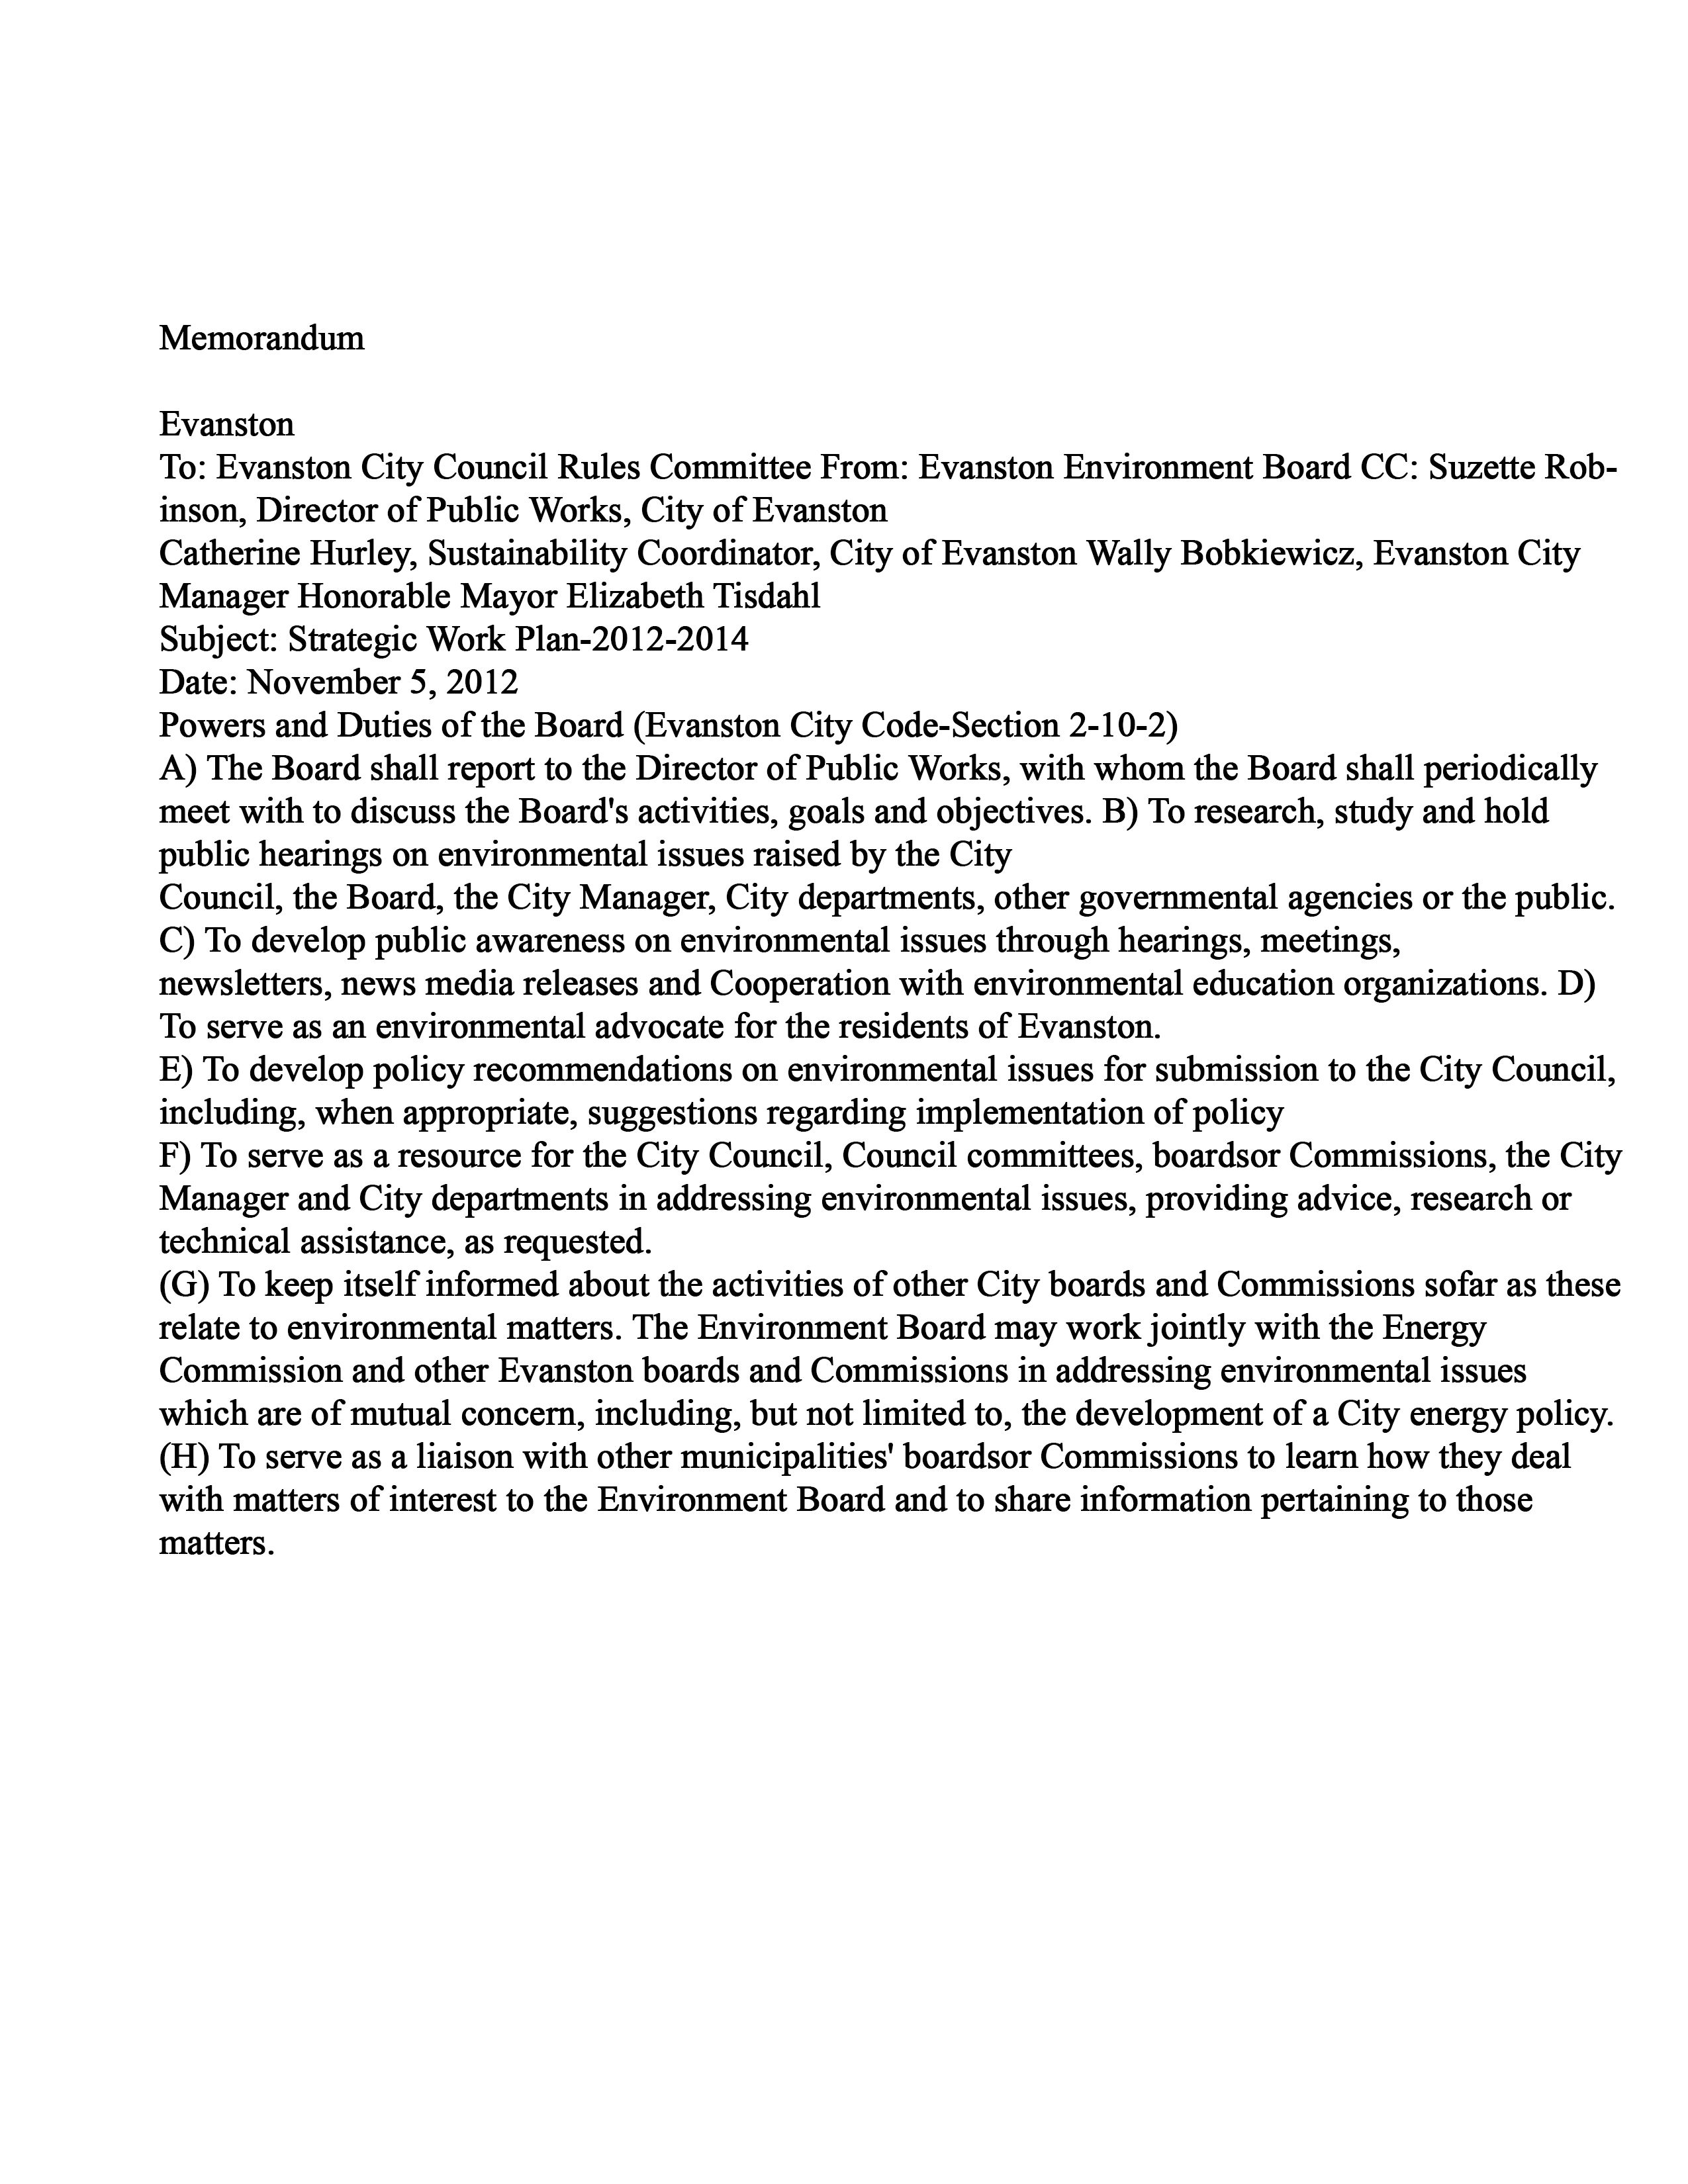 Memorandum
Evanston
To: Evanston City Council Rules Committee From: Evanston Environment Board CC: Suzette Rob-
inson, Director of Public Works, City of Evanston
Catherine Hurley, Sustainability Coordinator, City of Evanston Wally Bobkiewicz, Evanston City
Manager Honorable Mayor Elizabeth Tisdahl
Subject: Strategic Work Plan-2012-2014
Date: November 5, 2012
Powers and Duties of the Board (Evanston City Code-Section 2-10-2)
A) The Board shall report to the Director of Public Works, with whom the Board shall periodically
meet with to discuss the Board's activities, goals and objectives. B) To research, study and hold
public hearings on environmental issues raised by the City
Council, the Board, the City Manager, City departments, other governmental agencies or the public.
C) To develop public awareness on environmental issues through hearings, meetings,
newsletters, news media releases and Cooperation with environmental education organizations. D)
To serve as an environmental advocate for the residents of Evanston.
E) To develop policy recommendations on environmental issues for submission to the City Council,
including, when appropriate, suggestions regarding implementation of policy
F) To serve as a resource for the City Council, Council committees, boardsor Commissions, the City
Manager and City departments in addressing environmental issues, providing advice, research or
technical assistance, as requested.
(G) To keep itself informed about the activities of other City boards and Commissions sofar as these
relate to environmental matters. The Environment Board may work jointly with the Energy
Commission and other Evanston boards and Commissions in addressing environmental issues
which are of mutual concern, including, but not limited to, the development of a City energy policy.
(H) To serve as a liaison with other municipalities' boardsor Commissions to learn how they deal
with matters of interest to the Environment Board and to share information pertaining to those
matters.